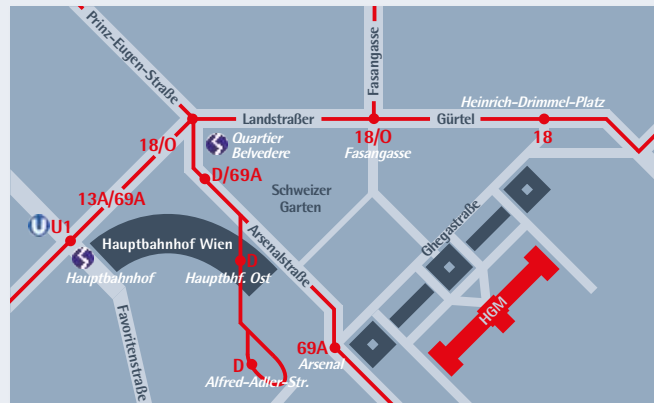 Prinz-Eugen-Straße
Fasangasse
Heinrich-Drimmel-Platz
Landstraßer
Gürtel
18/O
Quartier
Belvedere
18/O
Fasangasse
18
D/69A
13A/69A
Schweizer
Garten
Ghegastraße
U
U1
Hauptbahnhof Wien
Arsenalstraße
Hauptbahnhof
D
Hauptbhf. Ost
Favoritenstraße
HGM
69A
Arsenal
D
Alfred-Adler-Str.